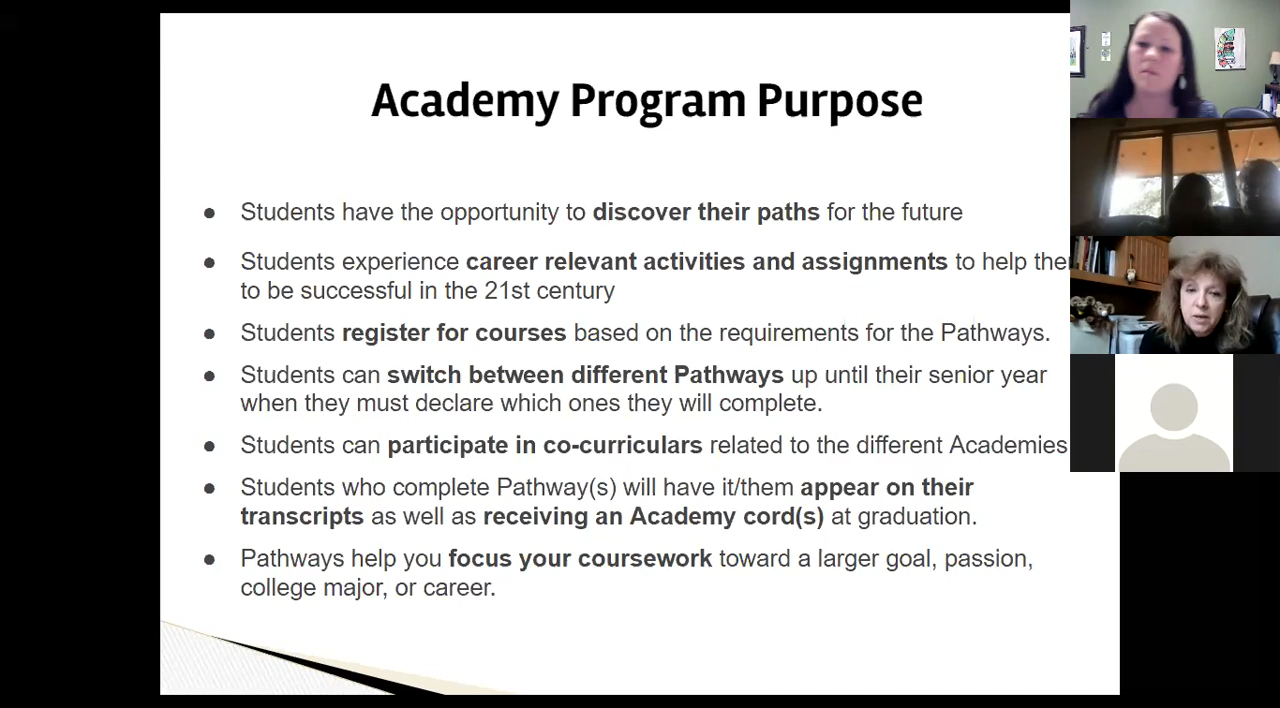 Academy Program Purpose
● Students have the opportunity to discover their paths for the future
● Students experience career relevant activities and assignments to help
to be successful in the 21st century
● Students register for courses based on the requirements for the Pathways.
● Students can switch between different Pathways up until their senior year
when they must declare which ones they will complete.
● Students can participate in co-curriculars related to the different Academies
● Students who complete Pathway(s) will have it/them appear on their
transcripts as well as receiving an Academy cord(s) at graduation.
● Pathways help you focus your coursework toward a larger goal, passion,
college major, or career.